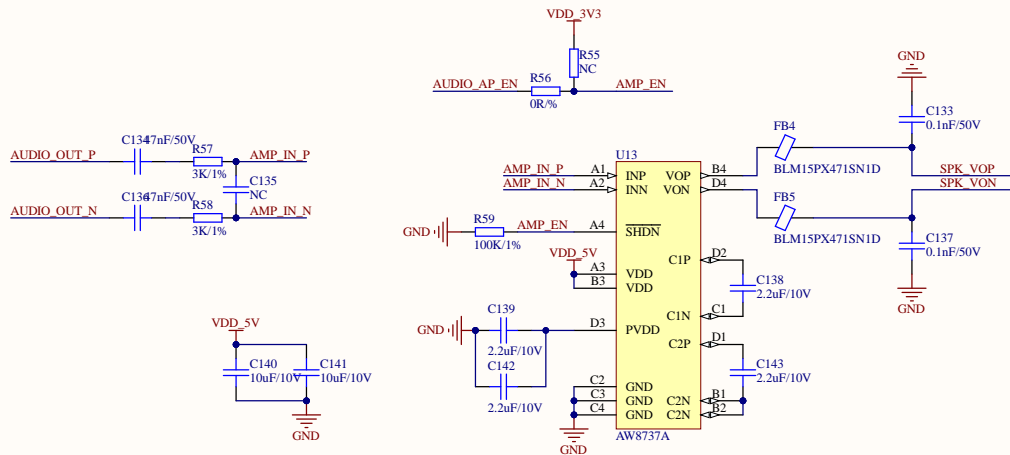 VDD_3V3
R55
NC
AUDIO_AP_EN
R56
0R/%
AMP_EN
GND
C133
0.1nF/50V
FB4
BLM15PX471SN1D
SPK_VOP
SPK_VON
FB5
BLM15PX471SN1D
C137
0.1nF/50V
GND
AUDIO_OUT_P
C134
47nF/50V
R57
3K/1%
AMP_IN_P
C135
NC
AUDIO_OUT_N
C136
47nF/50V
R58
3K/1%
AMP_IN_N
U13
AMP_IN_P
A1
INP
VOP
B4
AMP_IN_N
A2
INN
VON
D4
GND
R59
100K/1%
AMP_EN
A4
SHDN
VDD_5V
A3
VDD
B3
VDD
C1P
D2
C138
2.2uF/10V
C1N
C1
GND
C139
2.2uF/10V
C142
2.2uF/10V
D3
PVDD
C2P
D1
C143
2.2uF/10V
C2
GND
C3
GND
C4
GND
C2N
B1
C2N
B2
GND
AW8737A
VDD_5V
C140
10uF/10V
C141
10uF/10V
GND